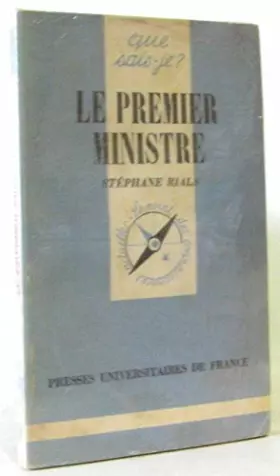 que
sais-je?
LE PREMIER
MINISTRE
STÉPHANE RIALS
PRESSES UNIVERSITAIRES DE FRANCE